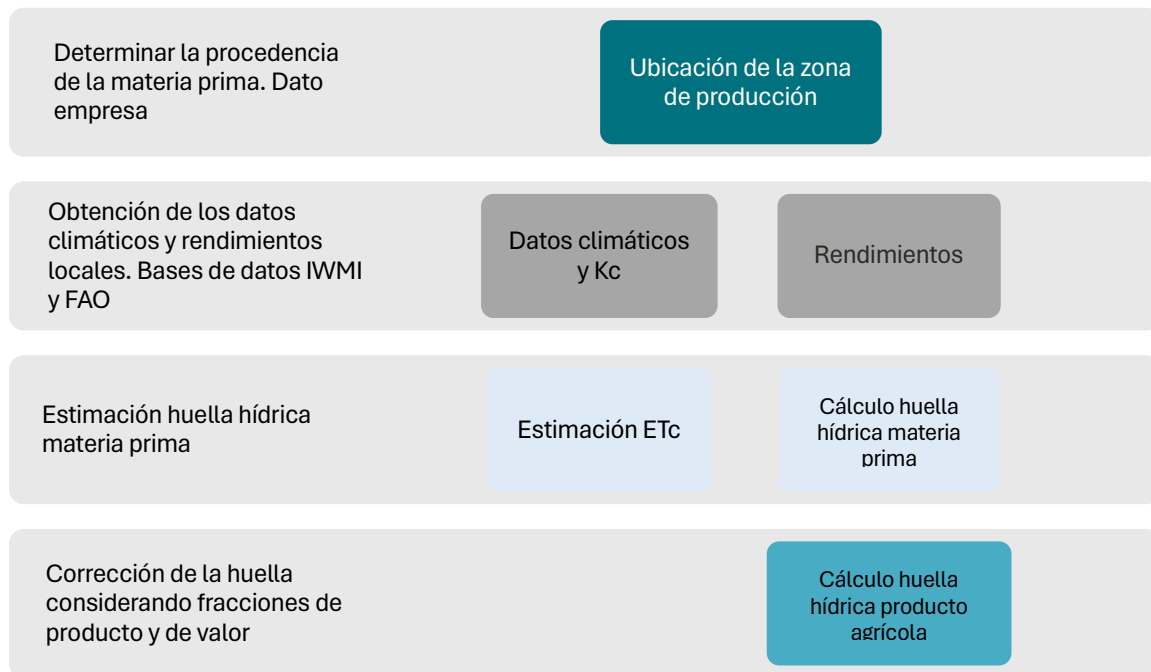 Determinar la procedencia
de la materia prima. Dato
empresa
Ubicación de la zona
de producción
Obtención de los datos
climáticos y rendimientos
locales. Bases de datos IWMI
y FAO
Datos climáticos
y Kc
Rendimientos
Estimación huella hídrica
materia prima
Estimación ETc
Cálculo huella
hídrica materia
prima
Corrección de la huella
considerando fracciones de
producto y de valor
Cálculo huella
hídrica producto
agrícola